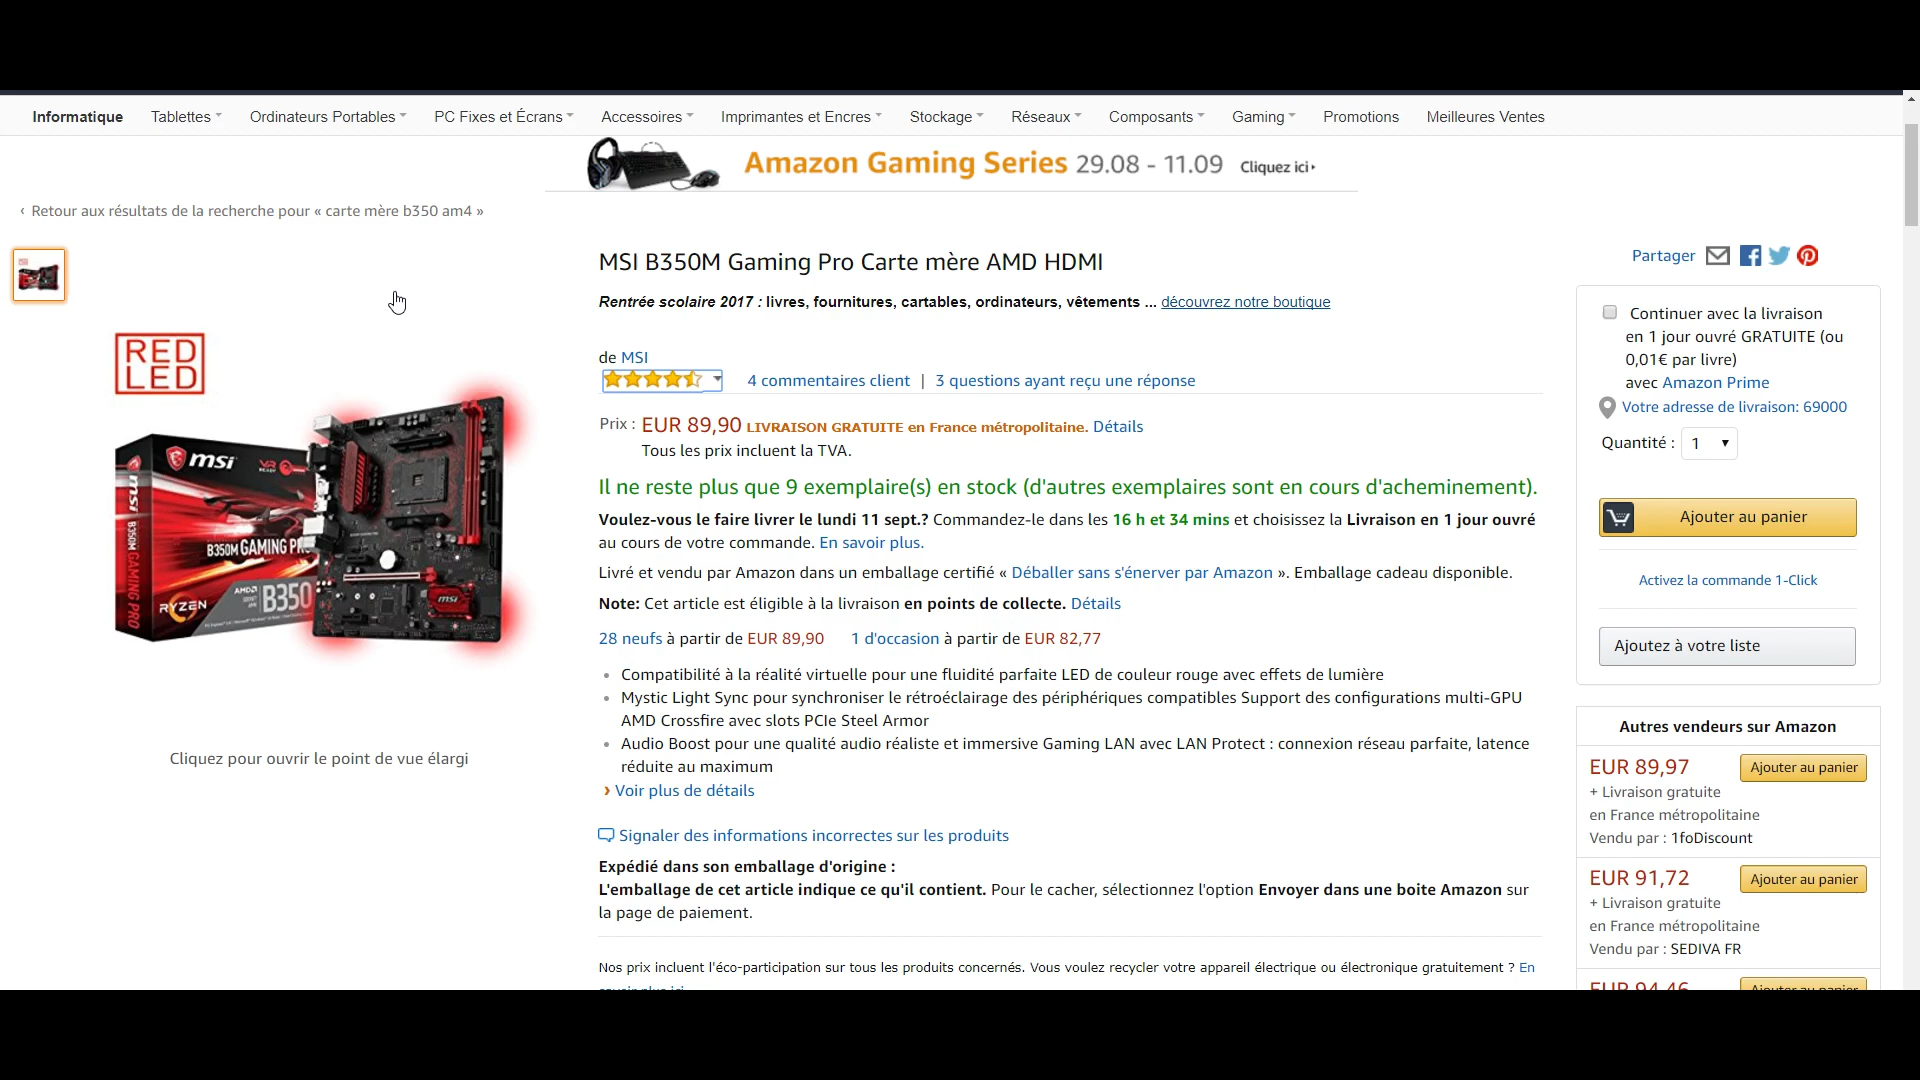 Informatique Tablettes Ordinateurs Portables PC Fixes et Écrans Accessoires Imprimantes et Encres Stockage Réseaux Composants Gaming Promotions Meilleures Ventes
Amazon Gaming Series 29.08 - 11.09 Cliquez ici
‹ Retour aux résultats de la recherche pour « carte mère b350 am4 »
RED
LED
msi
VR
READY
B350M GAMING PRO
RYZEN
AMD
B350
msi
B350M GAMING PRO
msi
Cliquez pour ouvrir le point de vue élargi
MSI B350M Gaming Pro Carte mère AMD HDMI
Rentrée scolaire 2017 : livres, fournitures, cartables, ordinateurs, vêtements ... découvrez notre boutique
de MSI
4 commentaires client | 3 questions ayant reçu une réponse
Prix : EUR 89,90 LIVRAISON GRATUITE en France métropolitaine. Détails
Tous les prix incluent la TVA.
Il ne reste plus que 9 exemplaire(s) en stock (d'autres exemplaires sont en cours d'acheminement).
Voulez-vous le faire livrer le lundi 11 sept.? Commandez-le dans les 16 h et 34 mins et choisissez la Livraison en 1 jour ouvré
au cours de votre commande. En savoir plus.
Livré et vendu par Amazon dans un emballage certifié « Déballer sans s'énerver par Amazon ». Emballage cadeau disponible.
Note: Cet article est éligible à la livraison en points de collecte. Détails
28 neufs à partir de EUR 89,90 1 d'occasion à partir de EUR 82,77
• Compatibilité à la réalité virtuelle pour une fluidité parfaite LED de couleur rouge avec effets de lumière
• Mystic Light Sync pour synchroniser le rétroéclairage des périphériques compatibles Support des configurations multi-GPU
AMD Crossfire avec slots PCIe Steel Armor
• Audio Boost pour une qualité audio réaliste et immersive Gaming LAN avec LAN Protect : connexion réseau parfaite, latence
réduite au maximum
› Voir plus de détails
Signaler des informations incorrectes sur les produits
Expédié dans son emballage d'origine :
L'emballage de cet article indique ce qu'il contient. Pour le cacher, sélectionnez l'option Envoyer dans une boite Amazon sur
la page de paiement.
Nos prix incluent l'éco-participation sur tous les produits concernés. Vous voulez recycler votre appareil électrique ou électronique gratuitement ? En
savoir plus ici
Partager
Continuer avec la livraison
en 1 jour ouvré GRATUITE (ou
0,01€ par livre)
avec Amazon Prime
Votre adresse de livraison: 69000
Quantité : 1
Ajouter au panier
Activez la commande 1-Click
Ajoutez à votre liste
Autres vendeurs sur Amazon
EUR 89,97 Ajouter au panier
+ Livraison gratuite
en France métropolitaine
Vendu par : 1foDiscount
EUR 91,72 Ajouter au panier
+ Livraison gratuite
en France métropolitaine
Vendu par : SEDIVA FR
EUR 94,46 Ajouter au panier